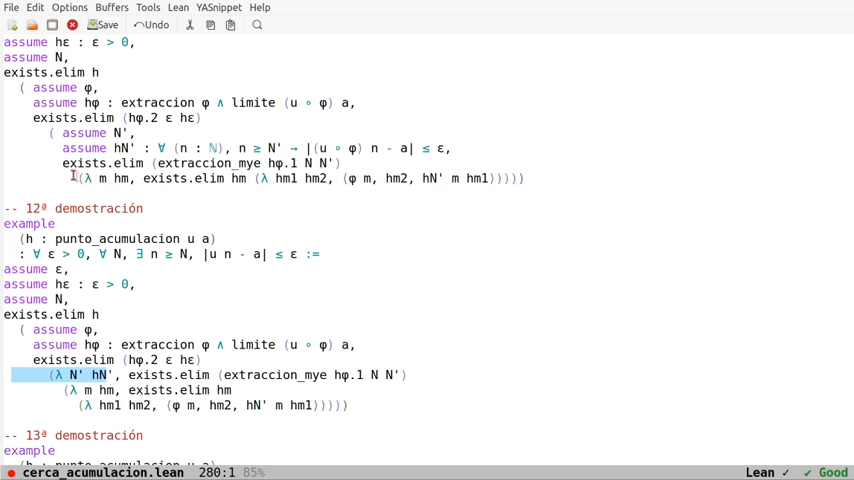 File Edit Options Buffers Tools Lean YASnippet Help
Save Undo
assume hε : ε > 0,
assume N,
exists.elim h
( assume φ,
assume hφ : extraccion φ ∧ limite (u ∘ φ) a,
exists.elim (hφ.2 ε hε)
( assume N',
assume hN' : ∀ (n : ℕ), n ≥ N' → |(u ∘ φ) n - a| ≤ ε,
exists.elim (extraccion_mye hφ.1 N N')
(λ m hm, exists.elim hm (λ hm1 hm2, ⟨φ m, hm2, hN' m hm1⟩))))
-- 12ª demostración
example
(h : punto_acumulacion u a)
: ∀ ε > 0, ∀ N, ∃ n ≥ N, |u n - a| ≤ ε :=
assume ε,
assume hε : ε > 0,
assume N,
exists.elim h
( assume φ,
assume hφ : extraccion φ ∧ limite (u ∘ φ) a,
exists.elim (hφ.2 ε hε)
(λ N' hN', exists.elim (extraccion_mye hφ.1 N N')
(λ m hm, exists.elim hm
(λ hm1 hm2, ⟨φ m, hm2, hN' m hm1⟩))))
-- 13ª demostración
example
(h : punto_acumulacion u a)
cerca_acumulacion.lean 280:1 85% Lean ✓ ✔ Good